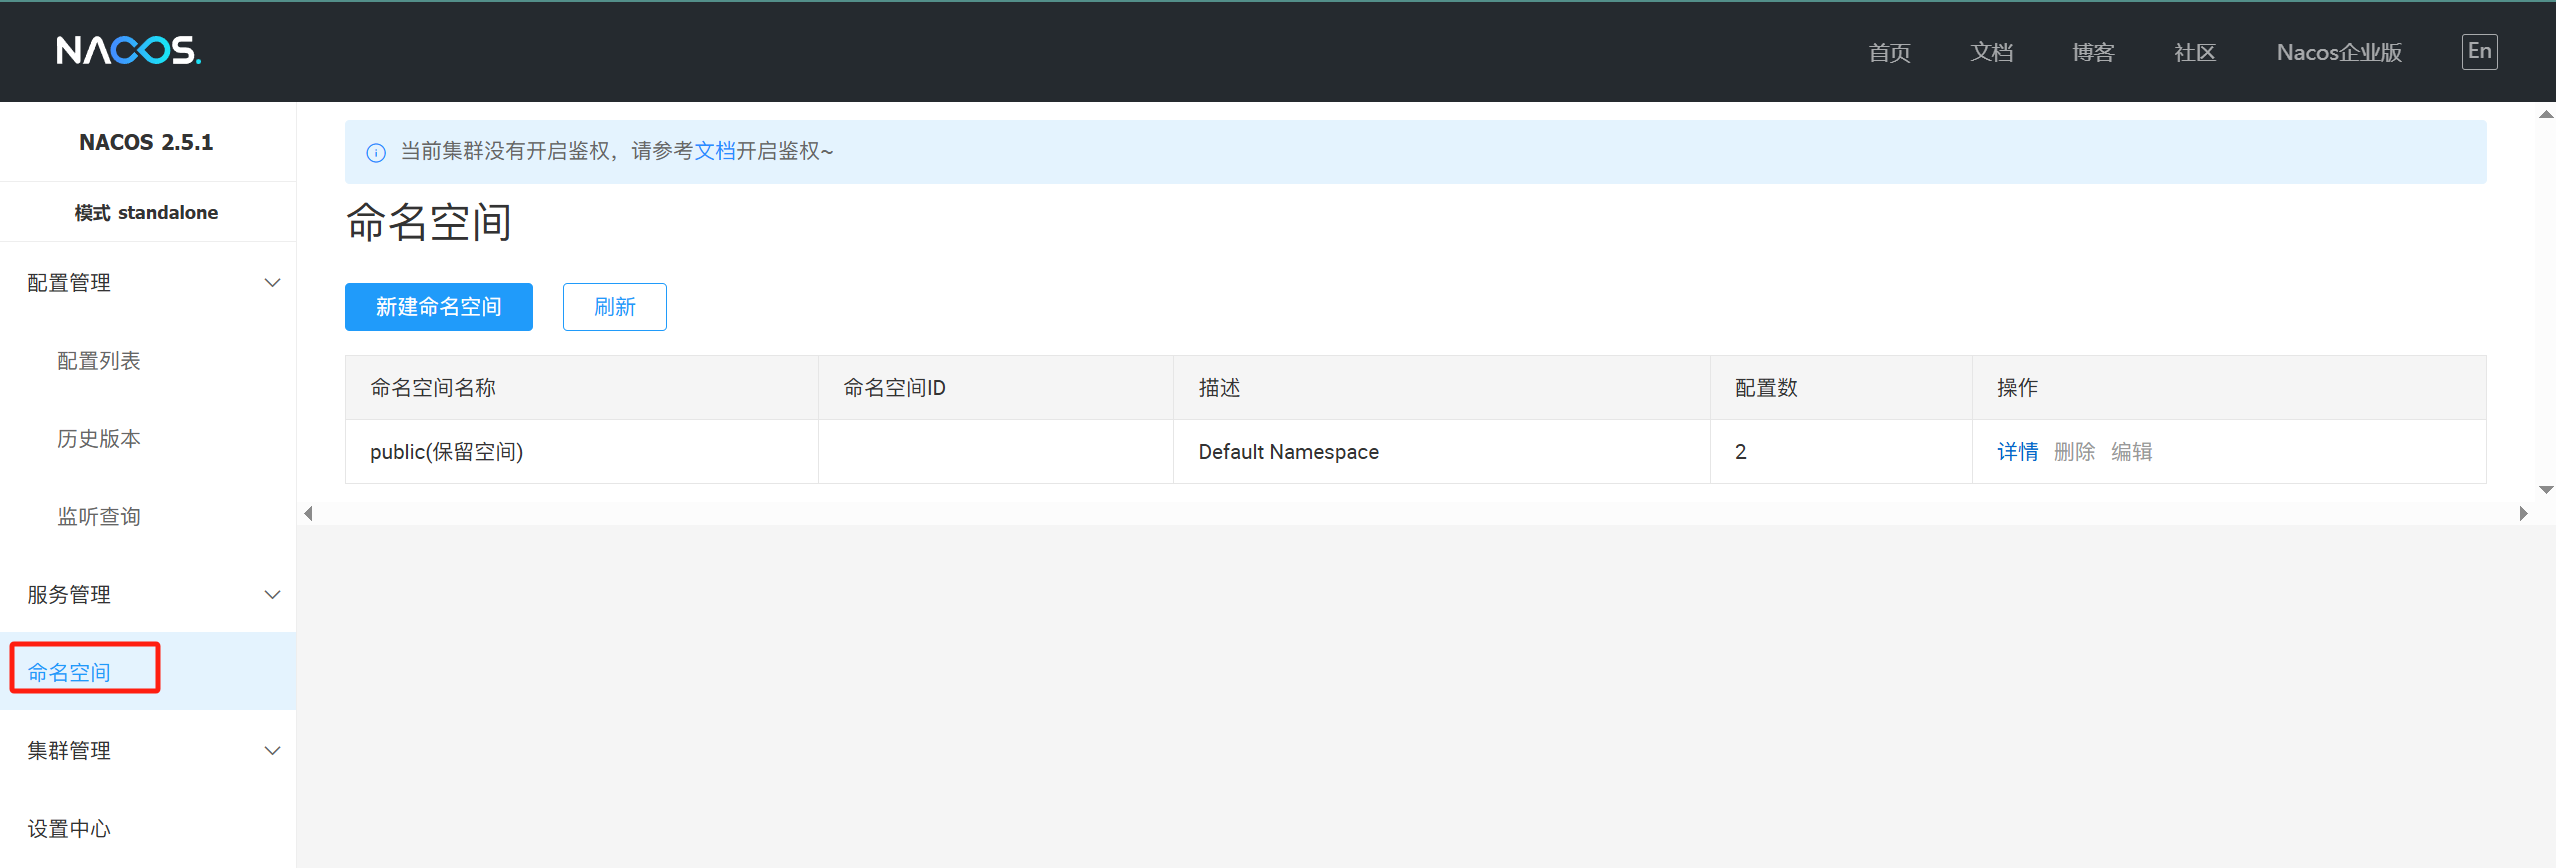 NACOS.
首页 文档 博客 社区 Nacos企业版 En
NACOS 2.5.1
模式 standalone
配置管理
配置列表
历史版本
监听查询
服务管理
命名空间
集群管理
设置中心
当前集群没有开启鉴权，请参考文档开启鉴权~
命名空间
新建命名空间 刷新
命名空间名称 命名空间ID 描述 配置数 操作
public(保留空间) Default Namespace 2 详情 删除 编辑